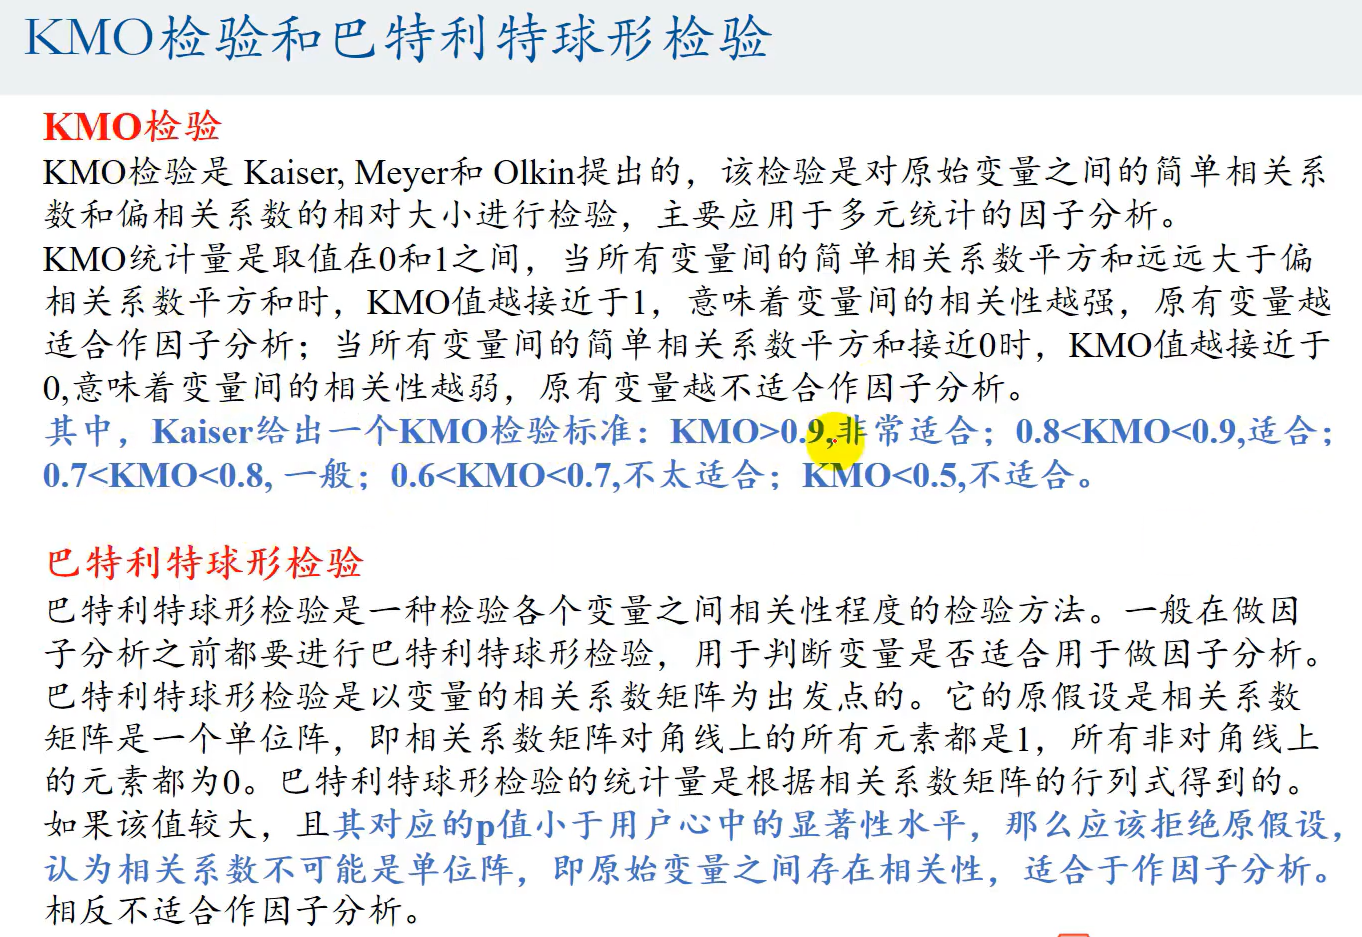 KMO检验和巴特利特球形检验
KMO检验
KMO检验是 Kaiser, Meyer和 Olkin提出的，该检验是对原始变量之间的简单相关系
数和偏相关系数的相对大小进行检验，主要应用于多元统计的因子分析。
KMO统计量是取值在0和1之间，当所有变量间的简单相关系数平方和远远大于偏
相关系数平方和时，KMO值越接近于1，意味着变量间的相关性越强，原有变量越
适合作因子分析；当所有变量间的简单相关系数平方和接近0时，KMO值越接近于
0,意味着变量间的相关性越弱，原有变量越不适合作因子分析。
其中，Kaiser给出一个KMO检验标准：KMO>0.9,非常适合；0.8<KMO<0.9,适合；
0.7<KMO<0.8, 一般；0.6<KMO<0.7,不太适合；KMO<0.5,不适合。
巴特利特球形检验
巴特利特球形检验是一种检验各个变量之间相关性程度的检验方法。一般在做因
子分析之前都要进行巴特利特球形检验，用于判断变量是否适合用于做因子分析。
巴特利特球形检验是以变量的相关系数矩阵为出发点的。它的原假设是相关系数
矩阵是一个单位阵，即相关系数矩阵对角线上的所有元素都是1，所有非对角线上
的元素都为0。巴特利特球形检验的统计量是根据相关系数矩阵的行列式得到的。
如果该值较大，且其对应的p值小于用户心中的显著性水平，那么应该拒绝原假设，
认为相关系数不可能是单位阵，即原始变量之间存在相关性，适合于作因子分析。
相反不适合作因子分析。